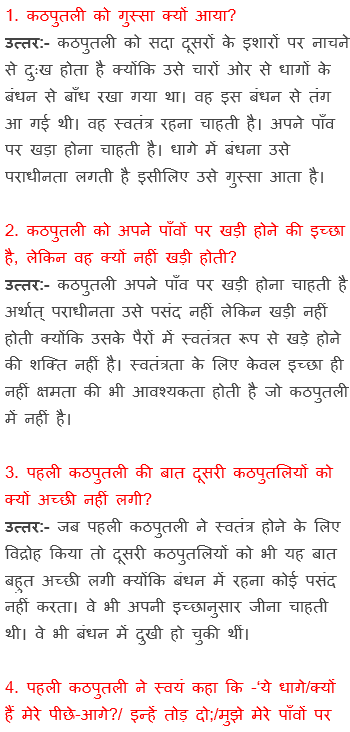 1. कठपुतली को गुस्सा क्यों आया?
उत्तर:- कठपुतली को सदा दूसरों के इशारों पर नाचने
से दुःख होता है क्योंकि उसे चारों ओर से धागों के
बंधन से बाँध रखा गया था। वह इस बंधन से तंग
आ गई थी। वह स्वतंत्र रहना चाहती है। अपने पाँव
पर खड़ा होना चाहती है। धागे में बंधना उसे
पराधीनता लगती है इसीलिए उसे गुस्सा आता है।
2. कठपुतली को अपने पाँवों पर खड़ी होने की इच्छा
है, लेकिन वह क्यों नहीं खड़ी होती?
उत्तर:- कठपुतली अपने पाँव पर खड़ी होना चाहती है
अर्थात् पराधीनता उसे पसंद नहीं लेकिन खड़ी नहीं
होती क्योंकि उसके पैरों में स्वतंत्रत रूप से खड़े होने
की शक्ति नहीं है। स्वतंत्रता के लिए केवल इच्छा ही
नहीं क्षमता की भी आवश्यकता होती है जो कठपुतली
में नहीं है।
3. पहली कठपुतली की बात दूसरी कठपुतलियों को
क्यों अच्छी नहीं लगी?
उत्तर:- जब पहली कठपुतली ने स्वतंत्र होने के लिए
विद्रोह किया तो दूसरी कठपुतलियों को भी यह बात
बहुत अच्छी लगी क्योंकि बंधन में रहना कोई पसंद
नहीं करता। वे भी अपनी इच्छानुसार जीना चाहती
थी। वे भी बंधन में दुखी हो चुकी थीं।
4. पहली कठपुतली ने स्वयं कहा कि -'ये धागे/क्यों
हैं मेरे पीछे-आगे?/ इन्हें तोड़ दो;/मुझे मेरे पाँवों पर